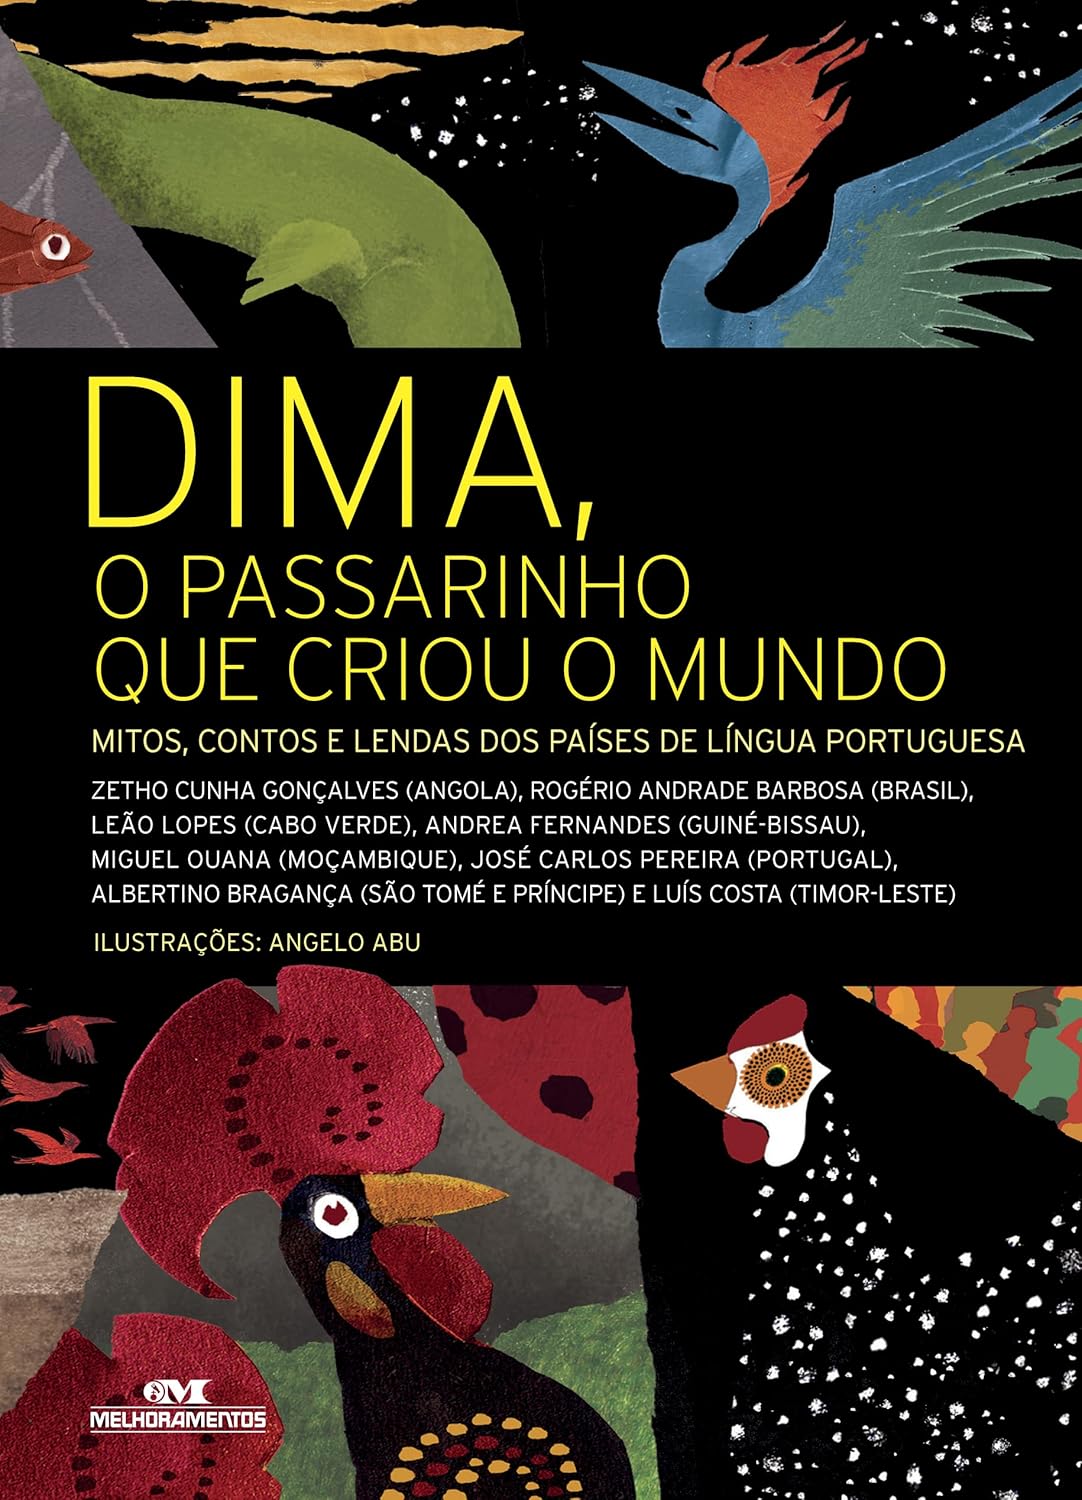 DIMA,
O PASSARINHO
QUE CRIOU O MUNDO
MITOS, CONTOS E LENDAS DOS PAÍSES DE LÍNGUA PORTUGUESA
ZETHO CUNHA GONÇALVES (ANGOLA), ROGÉRIO ANDRADE BARBOSA (BRASIL),
LEÃO LOPES (CABO VERDE), ANDREA FERNANDES (GUINÉ-BISSAU),
MIGUEL OUANA (MOÇAMBIQUE), JOSÉ CARLOS PEREIRA (PORTUGAL),
ALBERTINO BRAGANÇA (SÃO TOMÉ E PRÍNCIPE) E LUÍS COSTA (TIMOR-LESTE)
ILUSTRAÇÕES: ANGELO ABU
MELHORAMENTOS